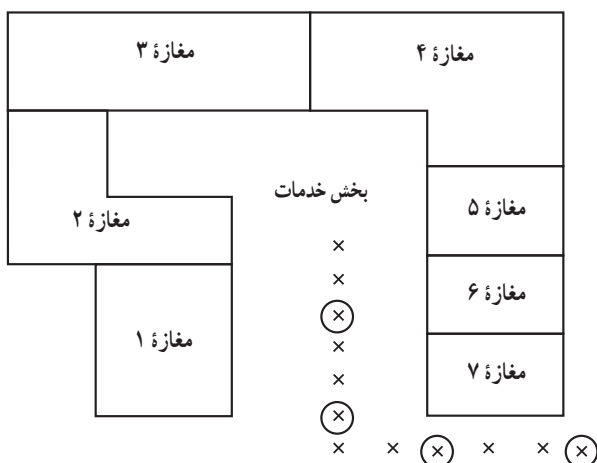 مغازهٔ ۴
مغازهٔ ۳
بخش خدمات
مغازهٔ ۵
مغازهٔ ۲
مغازهٔ ۶
مغازهٔ ۱
مغازهٔ ۷